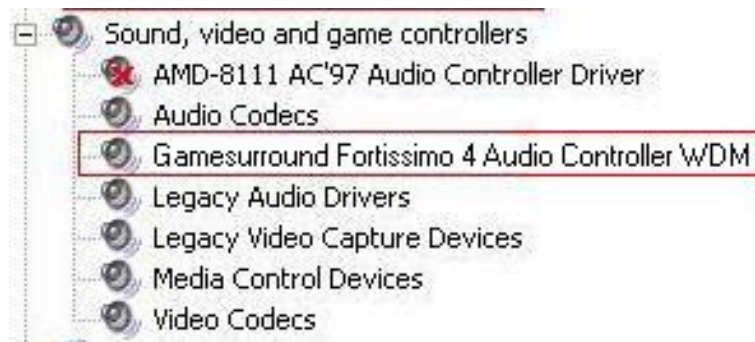 Sound, video and game controllers
AMD-8111 AC'97 Audio Controller Driver
Audio Codecs
Gamesurround Fortissimo 4 Audio Controller WDM
Legacy Audio Drivers
Legacy Video Capture Devices
Media Control Devices
Video Codecs